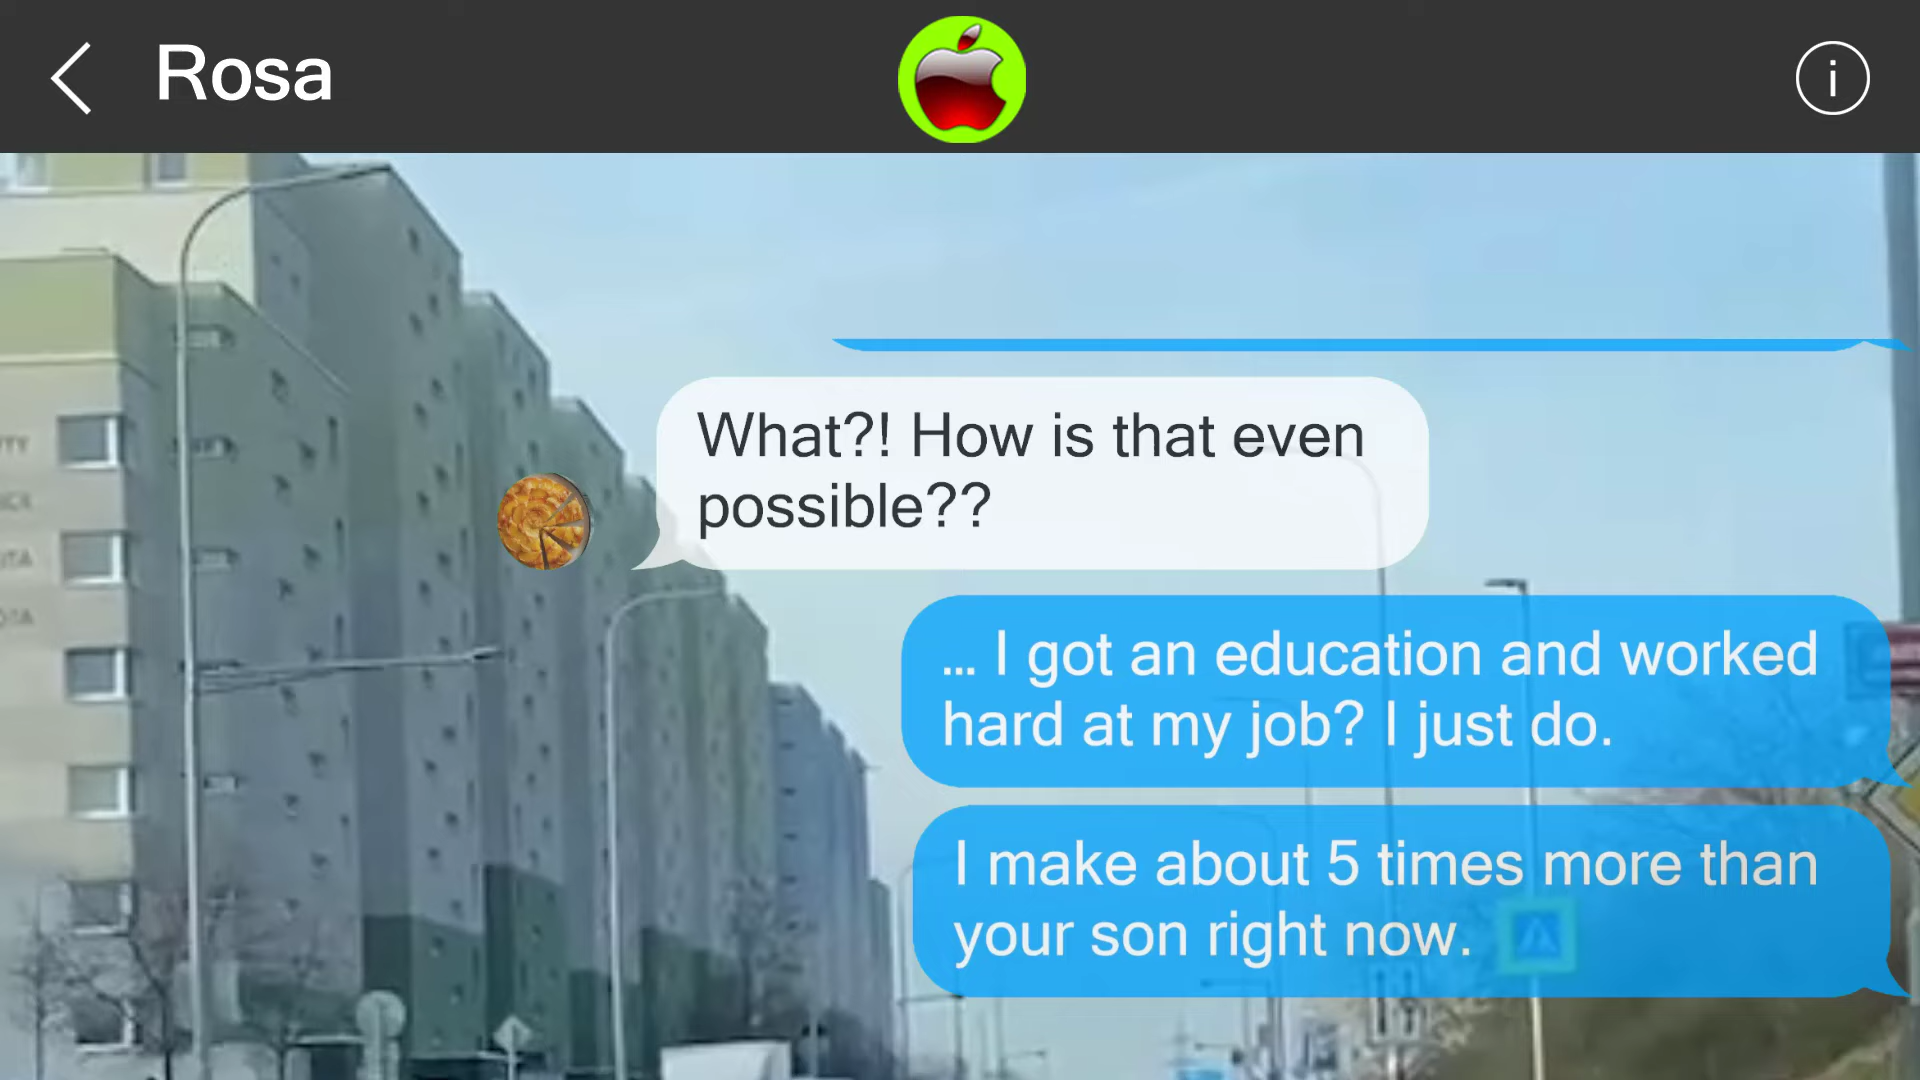 Rosa
i
What?! How is that even
possible??
... I got an education and worked
hard at my job? I just do.
I make about 5 times more than
your son right now.